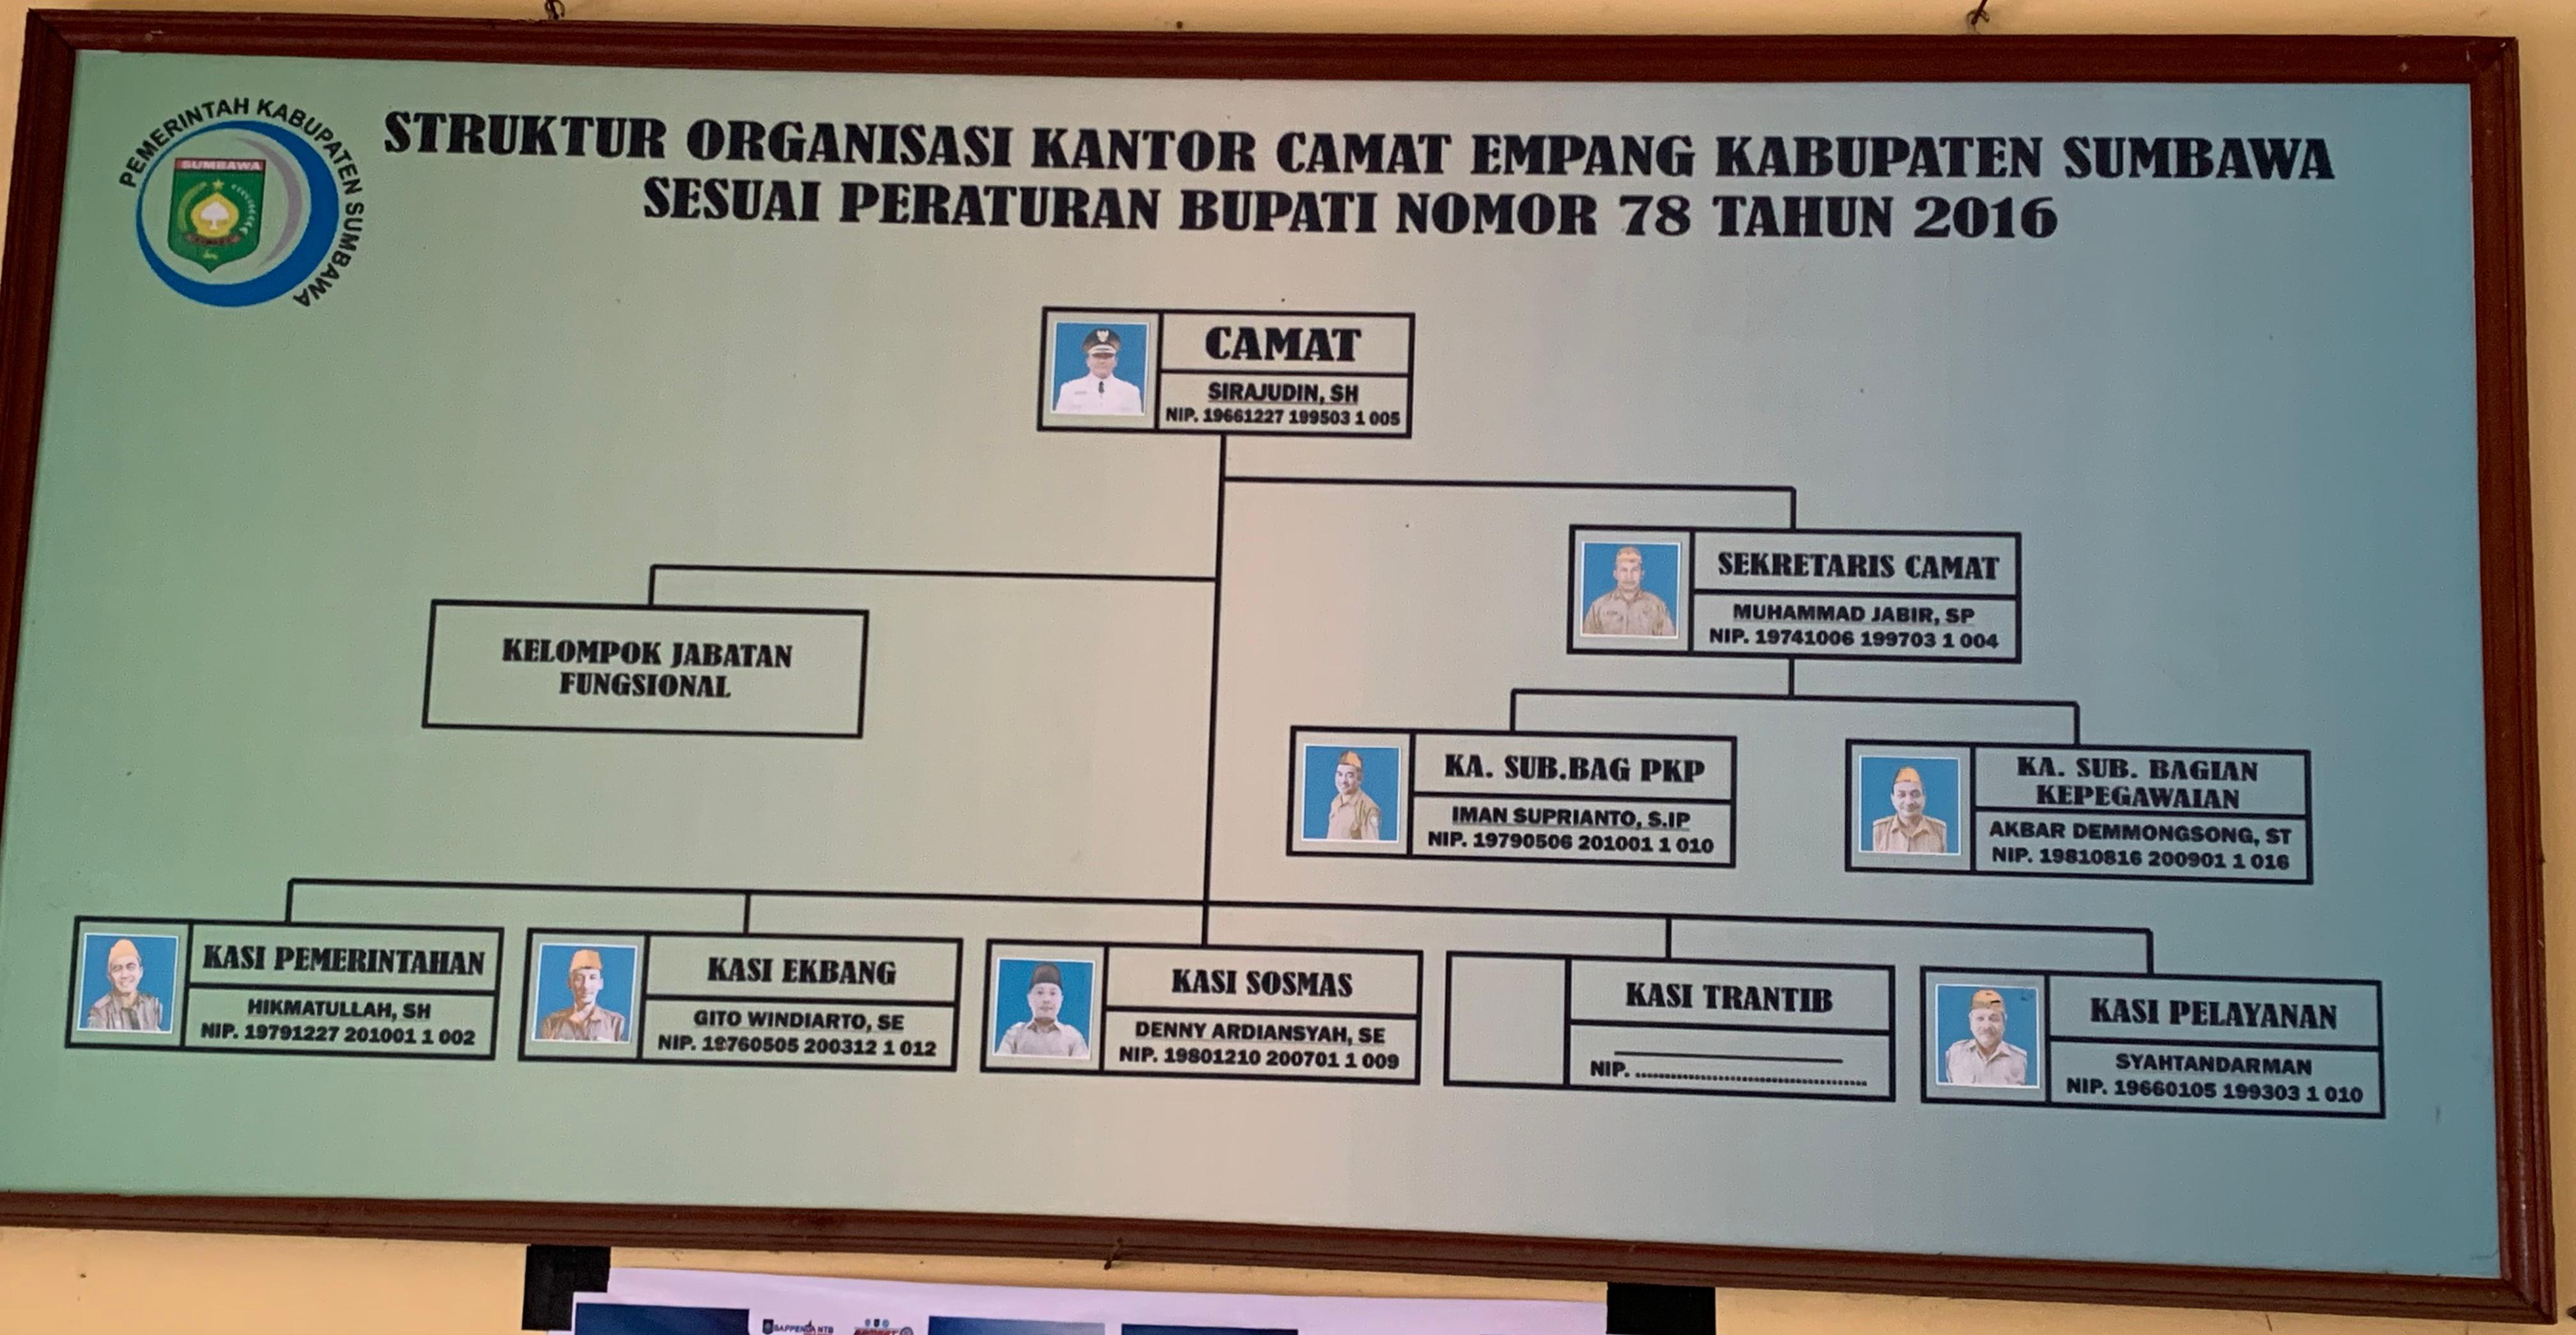 PEMERINTAH KABUPATEN SUMBAWA
SUMBAWA
STRUKTUR ORGANISASI KANTOR CAMAT EMPANG KABUPATEN SUMBAWA
SESUAI PERATURAN BUPATI NOMOR 78 TAHUN 2016
CAMAT
SIRAJUDIN, SH
NIP. 19661227 199503 1 005
SEKRETARIS CAMAT
MUHAMMAD JABIR, SP
NIP. 19741006 199703 1 004
KELOMPOK JABATAN
FUNGSIONAL
KA. SUB.BAG PKP
IMAN SUPRIANTO, S.IP
NIP. 19790506 201001 1 010
KA. SUB. BAGIAN
KEPEGAWAIAN
AKBAR DEMMONGSONG, ST
NIP. 19810816 200901 1 016
KASI PEMERINTAHAN
HIKMATULLAH, SH
NIP. 19791227 201001 1 002
KASI EKBANG
GITO WINDIARTO, SE
NIP. 19760505 200312 1 012
KASI SOSMAS
DENNY ARDIANSYAH, SE
NIP. 19801210 200701 1 009
KASI TRANTIB
NIP. ........................................
KASI PELAYANAN
SYAHTANDARMAN
NIP. 19660105 199303 1 010
BAPPENDA NTB